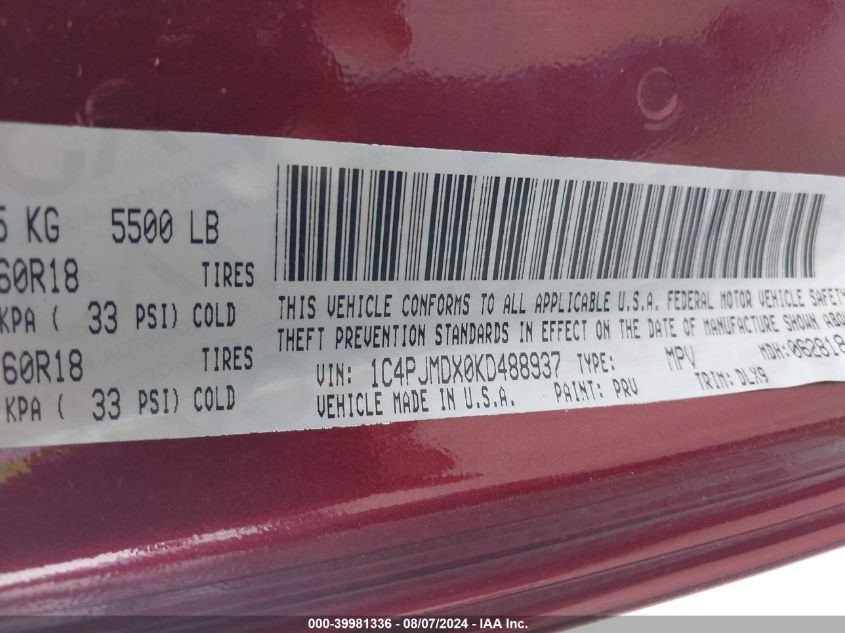 5 KG 5500 LB
60R18 TIRES
KPA ( 33 PSI) COLD
60R18 TIRES
KPA ( 33 PSI) COLD
THIS VEHICLE CONFORMS TO ALL APPLICABLE U.S.A. FEDERAL MOTOR VEHICLE SAFETY
THEFT PREVENTION STANDARDS IN EFFECT ON THE DATE OF MANUFACTURE SHOWN ABO
VIN: 1C4PJMDX0KD488937 TYPE: MPV MDH: 062818
VEHICLE MADE IN U.S.A. PAINT: PRV TRIM: DLX9
000-39981336 - 08/07/2024 - IAA Inc.